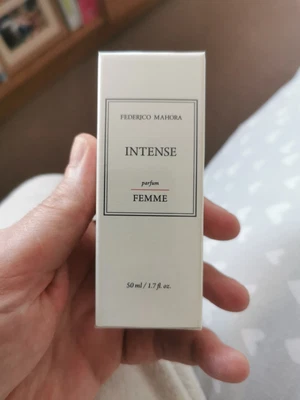 FEDERICO MAHORA
INTENSE
parfum
FEMME
50 ml / 1.7 fl. oz.